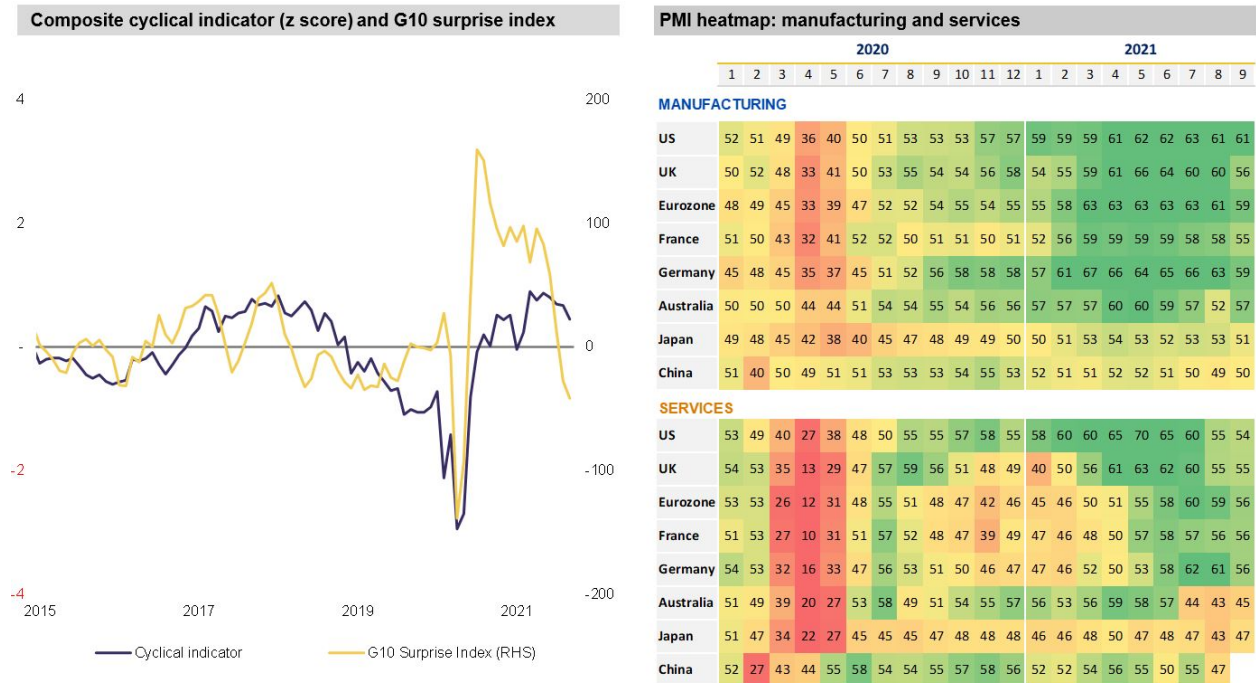 Composite cyclical indicator (z score) and G10 surprise index
4
2
-
-2
-4
200
100
0
-100
-200
2015 2017 2019 2021
Cyclical indicator G10 Surprise Index (RHS)
PMI heatmap: manufacturing and services
2020 2021
1 2 3 4 5 6 7 8 9 10 11 12 1 2 3 4 5 6 7 8 9
MANUFACTURING
US 52 51 49 36 40 50 51 53 53 53 57 57 59 59 59 61 62 62 63 61 61
UK 50 52 48 33 41 50 53 55 54 54 56 58 54 55 59 61 66 64 60 60 56
Eurozone 48 49 45 33 39 47 52 52 54 55 54 55 55 58 63 63 63 63 63 61 59
France 51 50 43 32 41 52 52 50 51 51 50 51 52 56 59 59 59 59 58 58 55
Germany 45 48 45 35 37 45 51 52 56 58 58 58 57 61 67 66 64 65 66 63 59
Australia 50 50 50 44 44 51 54 54 55 54 56 56 57 57 57 60 60 59 57 52 57
Japan 49 48 45 42 38 40 45 47 48 49 49 50 50 51 53 54 53 52 53 53 51
China 51 40 50 49 51 51 53 53 53 54 55 53 52 51 51 52 52 51 50 49 50
SERVICES
US 53 49 40 27 38 48 50 55 55 57 58 55 58 60 60 65 70 65 60 55 54
UK 54 53 35 13 29 47 57 59 56 51 48 49 40 50 56 61 63 62 60 55 55
Eurozone 53 53 26 12 31 48 55 51 48 47 42 46 45 46 50 51 55 58 60 59 56
France 51 53 27 10 31 51 57 52 48 47 39 49 47 46 48 50 57 58 57 56 56
Germany 54 53 32 16 33 47 56 53 51 50 46 47 47 46 52 50 53 58 62 61 56
Australia 51 49 39 20 27 53 58 49 51 54 55 57 56 53 56 59 58 57 44 43 45
Japan 51 47 34 22 27 45 45 45 47 48 48 48 46 46 48 50 47 48 47 43 47
China 52 27 43 44 55 58 54 54 55 57 58 56 52 52 54 56 55 50 55 47